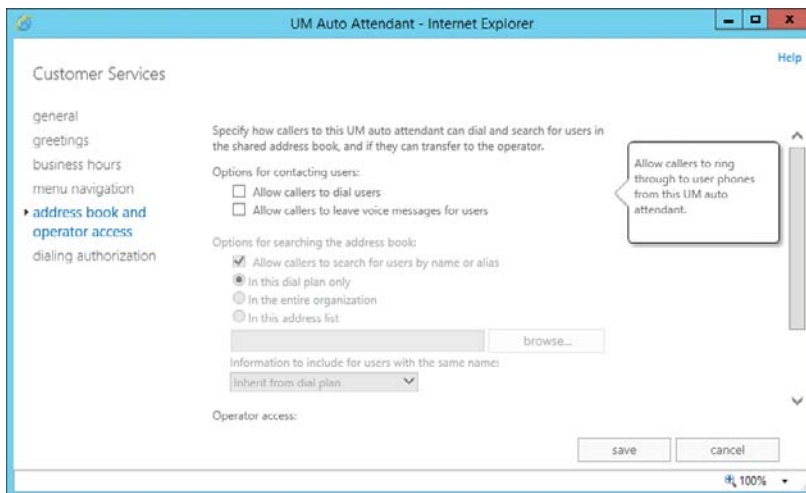 UM Auto Attendant - Internet Explorer
Help
Customer Services
general
greetings
business hours
menu navigation
address book and
operator access
dialing authorization
Specify how callers to this UM auto attendant can dial and search for users in
the shared address book, and if they can transfer to the operator.
Options for contacting users:
Allow callers to dial users
Allow callers to leave voice messages for users
Options for searching the address book:
Allow callers to search for users by name or alias
In this dial plan only
In the entire organization
In this address list
browse...
Information to include for users with the same name:
Inherit from dial plan
Operator access:
Allow callers to ring
through to user phones
from this UM auto
attendant.
save
cancel
100%